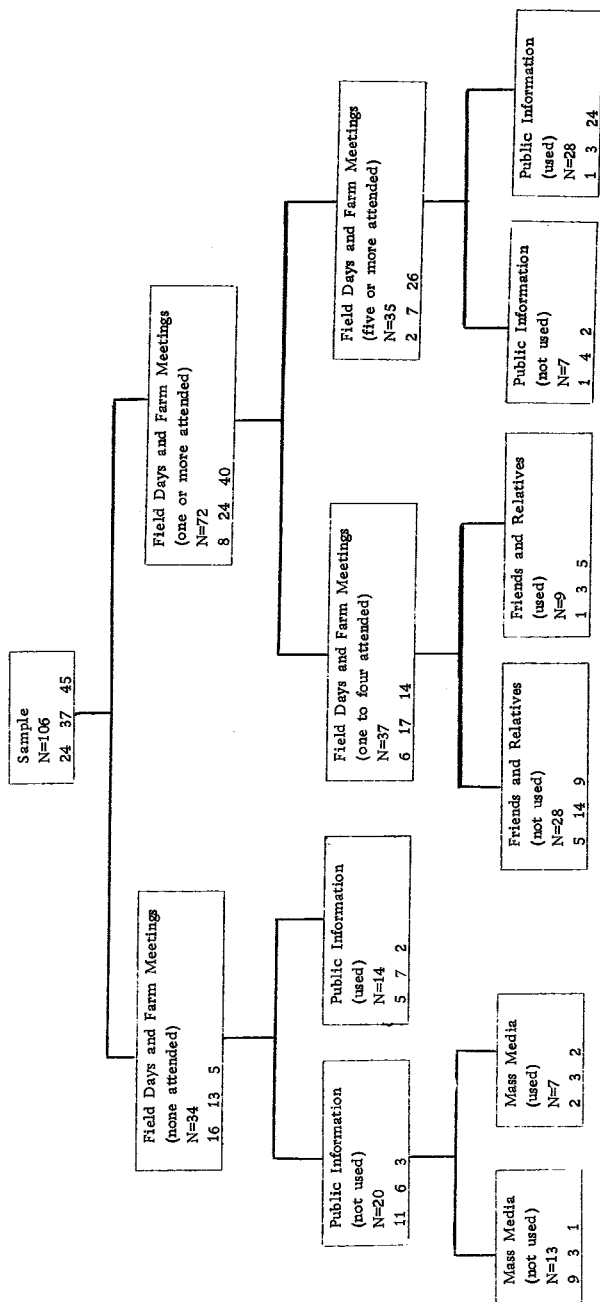 Sample
N=106
24 37 45
Field Days and Farm Meetings
(none attended)
N=34
16 13 5
Field Days and Farm Meetings
(one or more attended)
N=72
8 24 40
Public Information
(not used)
N=20
11 6 3
Public Information
(used)
N=14
5 7 2
Field Days and Farm Meetings
(one to four attended)
N=37
6 17 14
Field Days and Farm Meetings
(five or more attended)
N=35
2 7 26
Mass Media
(not used)
N=13
9 3 1
Mass Media
(used)
N=7
2 3 2
Friends and Relatives
(not used)
N=28
5 14 9
Friends and Relatives
(used)
N=9
1 3 5
Public Information
(not used)
N=7
1 4 2
Public Information
(used)
N=28
1 3 24